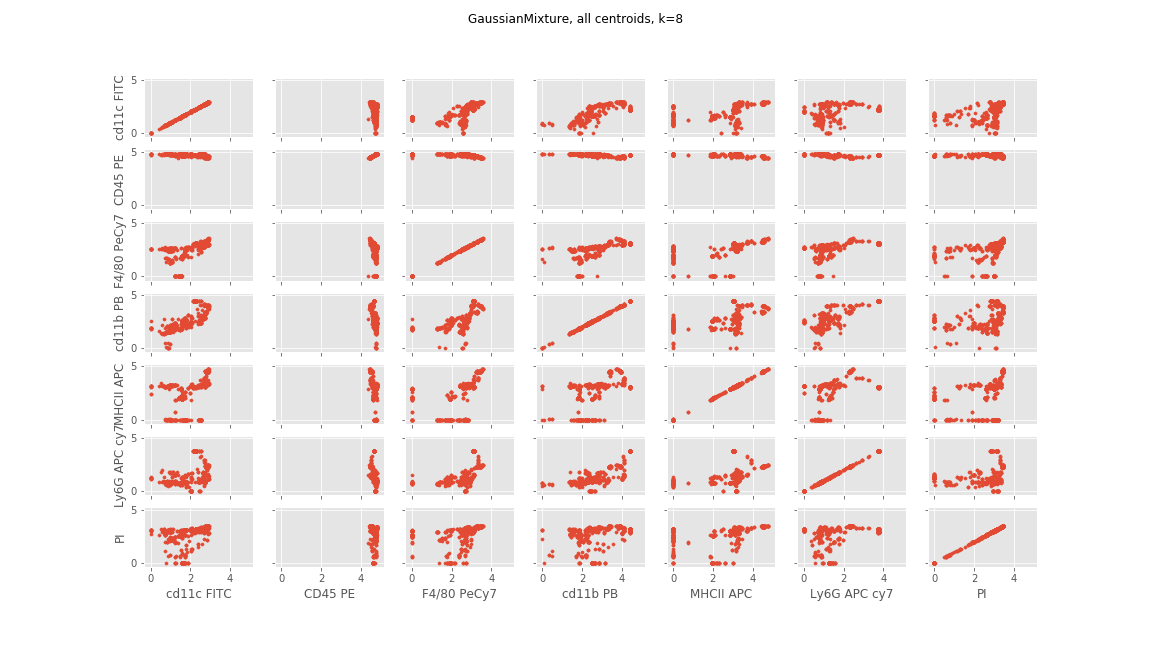 GaussianMixture, all centroids, k=8
cd11c FITC
5
0
CD45 PE
5
0
F4/80 PeCy7
5
0
cd11b PB
5
0
MHCII APC
5
0
Ly6G APC cy7
5
0
PI
5
0
0 2 4 0 2 4 0 2 4 0 2 4 0 2 4 0 2 4 0 2 4
cd11c FITC CD45 PE F4/80 PeCy7 cd11b PB MHCII APC Ly6G APC cy7 PI